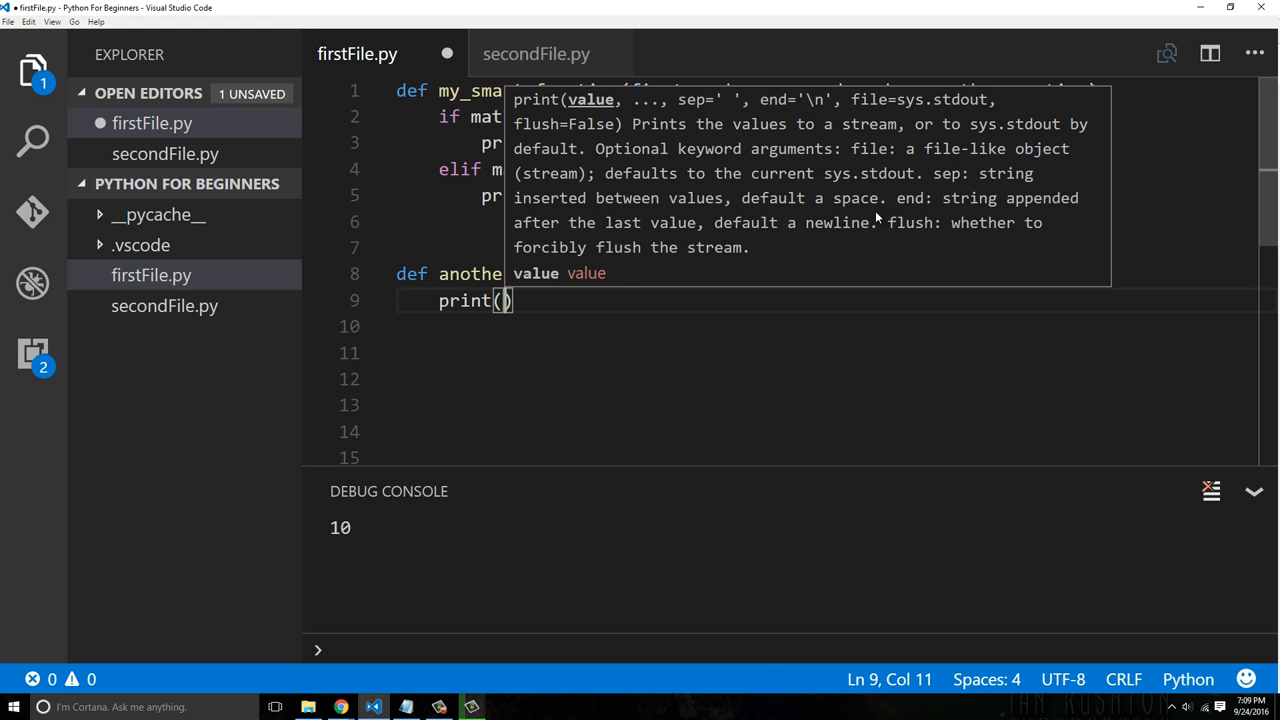 ● firstFile.py - Python For Beginners - Visual Studio Code
File Edit View Go Help
EXPLORER
OPEN EDITORS 1 UNSAVED
firstFile.py
secondFile.py
PYTHON FOR BEGINNERS
__pycache__
.vscode
firstFile.py
secondFile.py
1
2
firstFile.py
secondFile.py
1 def my_sma
2 if mat
3 pr
4 elif m
5 pr
6
7
8 def anothe
9 print()
10
11
12
13
14
15
print(value, ..., sep=' ', end='\n', file=sys.stdout,
flush=False) Prints the values to a stream, or to sys.stdout by
default. Optional keyword arguments: file: a file-like object
(stream); defaults to the current sys.stdout. sep: string
inserted between values, default a space. end: string appended
after the last value, default a newline. flush: whether to
forcibly flush the stream.
value value
DEBUG CONSOLE
10
0 0
Ln 9, Col 11 Spaces: 4 UTF-8 CRLF Python
I'm Cortana. Ask me anything.
7:09 PM
9/24/2016